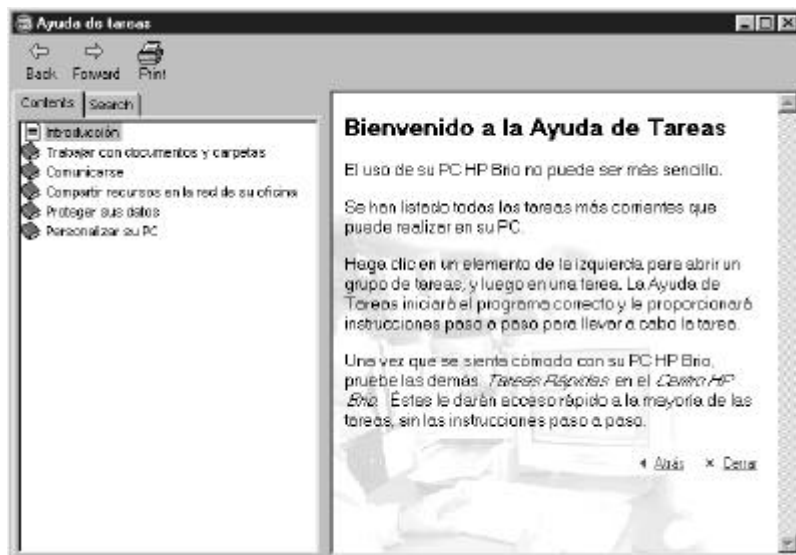 Ayuda de tareas
Back Forward Print
Contents Search
Introducción
Trabajar con documentos y carpetas
Comunicarse
Compartir recursos en la red de su oficina
Proteger sus datos
Personalizar su PC
Bienvenido a la Ayuda de Tareas
El uso de su PC HP Brio no puede ser más sencillo.
Se han listado todas las tareas más corrientes que
puede realizar en su PC.
Haga clic en un elemento de la izquierda para abrir un
grupo de tareas, y luego en una tarea. La Ayuda de
Tareas iniciará el programa correcto y le proporcionará
instrucciones paso a paso para llevar a cabo la tarea.
Una vez que se sienta cómodo con su PC HP Brio,
pruebe las demás Tareas Rápidas en el Centro HP
Brio. Éstas le darán acceso rápido a la mayoría de las
tareas, sin las instrucciones paso a paso.
Atrás × Cerrar